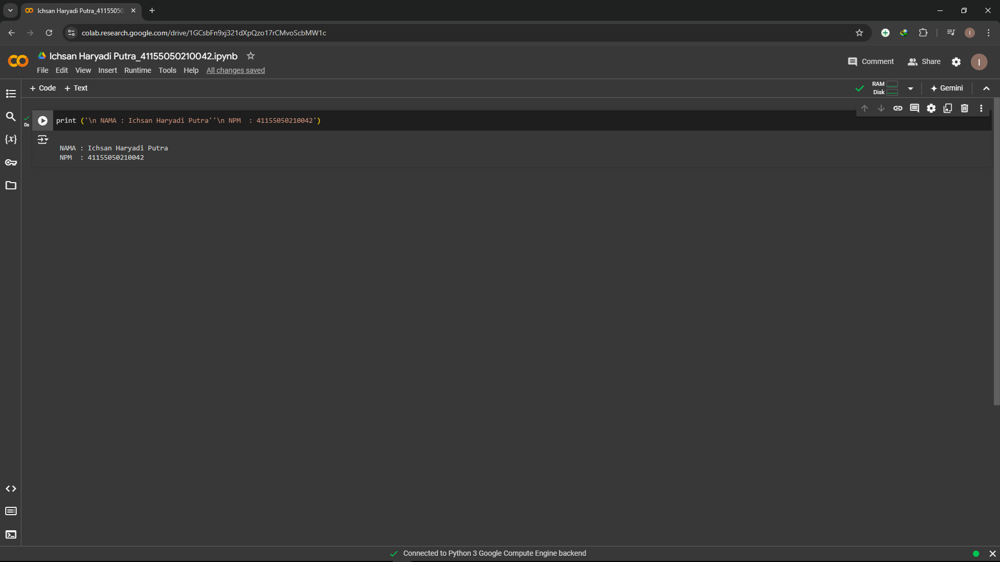 Ichsan Haryadi Putra_41155050
colab.research.google.com/drive/1GCsbFn9xj321dXpQzo17rCMvoScbMW1c
I
Ichsan Haryadi Putra_41155050210042.ipynb
File Edit View Insert Runtime Tools Help All changes saved
Comment Share I
+ Code + Text
RAM
Disk
Gemini
{x}
0s
print ('\n NAMA : Ichsan Haryadi Putra''\n NPM  : 41155050210042')
NAMA : Ichsan Haryadi Putra
NPM  : 41155050210042
Connected to Python 3 Google Compute Engine backend